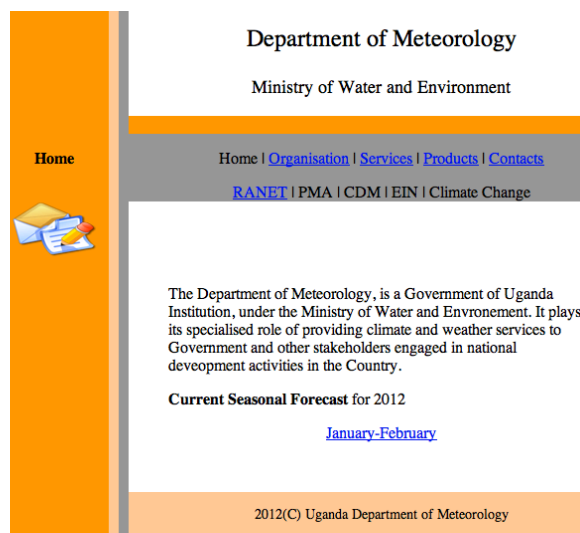 Department of Meteorology
Ministry of Water and Environment
Home
Home | Organisation | Services | Products | Contacts
RANET | PMA | CDM | EIN | Climate Change
The Department of Meteorology, is a Government of Uganda
Institution, under the Ministry of Water and Envronement. It plays
its specialised role of providing climate and weather services to
Government and other stakeholders engaged in national
deveopment activities in the Country.
Current Seasonal Forecast for 2012
January-February
2012(C) Uganda Department of Meteorology